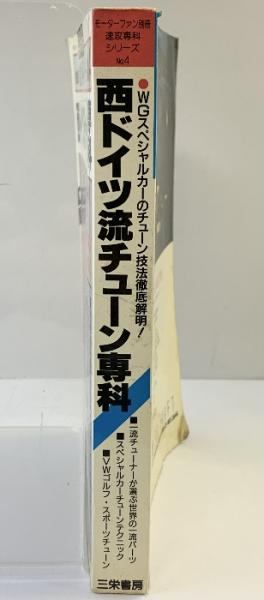 モーターファン別冊
速攻専科
シリーズ
No.4
●WGスペシャルカーのチューン技法徹底解明!
西ドイツ流チューン専科
■一流チューナーが選ぶ世界の一流パーツ
■スペシャルカーチューンテクニック
■VWゴルフ・スポーツチューン
三栄書房